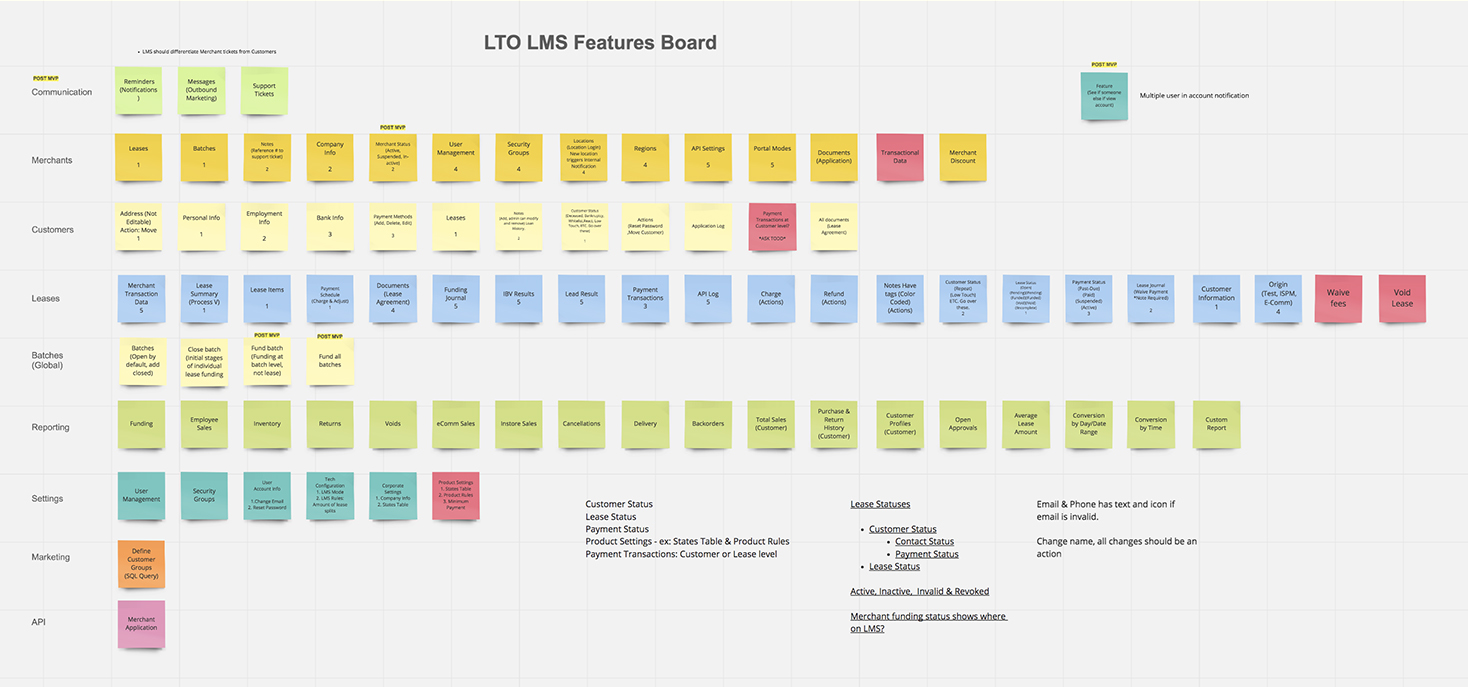 LTO LMS Features Board
LMS should differentiate Merchant tickets from Customers
POST MVP
Communication
Reminders
(Notifications
)
Messages
(Outbound
Marketing)
Support
Tickets
POST MVP
Feature
(See if someone
else if view
account)
Multiple user in account notification
Merchants
Leases
1
Batches
1
Notes
(Reference # to
support ticket)
2
Company
Info
2
POST MVP
Merchant Status
(Active,
Suspended, In-
active)
2
User
Management
4
Security
Groups
4
Locations
(Location Login)
New location
triggers Internal
Notification
4
Regions
4
API Settings
5
Portal Modes
5
Documents
(Application)
Transactional
Data
Merchant
Discount
Customers
Address (Not
Editable)
Action: Move
1
Personal Info
1
Employment
Info
2
Bank Info
3
Payment Methods
(Add, Delete, Edit)
3
Leases
1
Notes
(Add, admin can modify
and remove) Lean
History
2
Customer Status
(Deceased, Bankruptcy,
Touch, ETC. Go over
these)
1
Actions
(Reset Password
,Move Customer)
Application Log
Payment
Transactions at
Customer level?
*ASK TODD*
All documents
(Lease
Agreement)
Leases
Merchant
Transaction
Data
5
Lease
Summary
(Process V)
1
Lease Items
1
Payment
Schedule
(Charge & Adjust)
Documents
(Lease
Agreement)
4
Funding
Journal
5
IBV Results
5
Lead Result
5
Payment
Transactions
3
API Log
5
Charge
(Actions)
Refund
(Actions)
Notes Have
tags (Color
Coded)
(Actions)
Customer Status
(Repeat)
(Low Touch)
ETC. Go over
these.
2
Lease Status
1
Payment Status
(Past-Due)
(Paid)
(Suspended)
(Active)
3
Lease Journal
(Waive Payment
*Note Required)
2
Customer
Information
1
Origin
(Test, ISPM,
E-Comm)
4
Waive
fees
Void
Lease
Batches
(Global)
Batches
(Open by
default, add
closed)
Close batch
(Initial stages
of individual
lease funding
POST MVP
Fund batch
(Funding at
batch level,
not lease)
POST MVP
Fund all
batches
Reporting
Funding
Employee
Sales
Inventory
Returns
Voids
eComm Sales
Instore Sales
Cancellations
Delivery
Backorders
Total Sales
(Customer)
Purchase &
Return
History
(Customer)
Customer
Profiles
(Customer)
Open
Approvals
Average
Lease
Amount
Conversion
by Day/Date
Range
Conversion
by Time
Custom
Report
Settings
User
Management
Security
Groups
User
Account Info
1.Change Email
2. Reset Password
Tech
Configuration
1. LMS Mode
2. LMS Rules:
Amount of lease
splits
Corporate
Settings
1. Company Info
2. States Table
Product Settings
1. States Table
2. Product Rules
3. Minimum
Payment
Customer Status
Lease Status
Payment Status
Product Settings - ex: States Table & Product Rules
Payment Transactions: Customer or Lease level
Lease Statuses
Customer Status
Contact Status
Payment Status
Lease Status
Active, Inactive, Invalid & Revoked
Merchant funding status shows where
on LMS?
Email & Phone has text and icon if
email is invalid.
Change name, all changes should be an
action
Marketing
Define
Customer
Groups
(SQL Query)
API
Merchant
Application